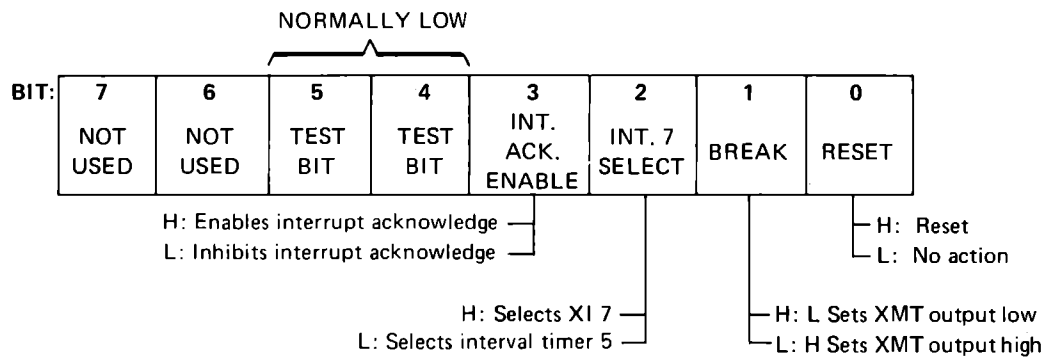 NORMALLY LOW
BIT: 7 6 5 4 3 2 1 0
NOT USED
NOT USED
TEST BIT
TEST BIT
INT. ACK. ENABLE
INT. 7 SELECT
BREAK
RESET
H: Enables interrupt acknowledge
L: Inhibits interrupt acknowledge
H: Reset
L: No action
H: Selects XI 7
L: Selects interval timer 5
H: L Sets XMT output low
L: H Sets XMT output high